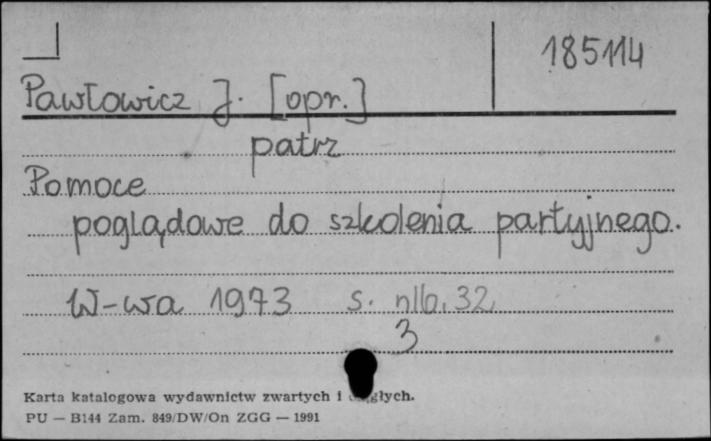 185114
Pawłowicz J. [opr.]
patrz
Pomoce
poglądowe do szkolenia partyjnego.
W-wa 1973 s. nlb. 32,
3
Karta katalogowa wydawnictw zwartych i
PU — B144 Zam. 849/DW/On ZGG — 1991